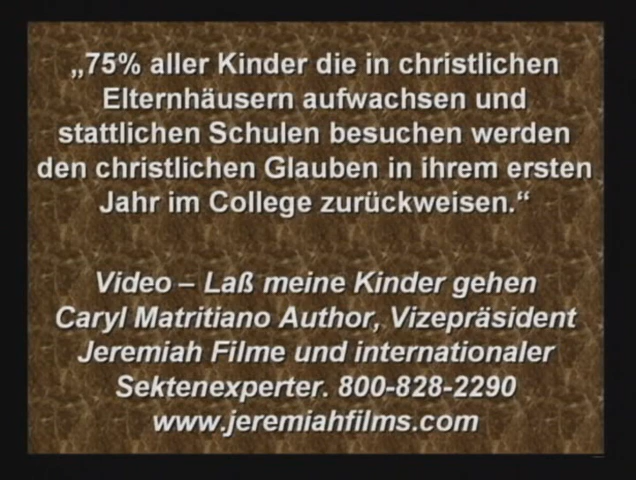 „75% aller Kinder die in christlichen
Elternhäusern aufwachsen und
stattlichen Schulen besuchen werden
den christlichen Glauben in ihrem ersten
Jahr im College zurückweisen.“
Video – Laß meine Kinder gehen
Caryl Matritiano Author, Vizepräsident
Jeremiah Filme und internationaler
Sektenexperter. 800-828-2290
www.jeremiahfilms.com